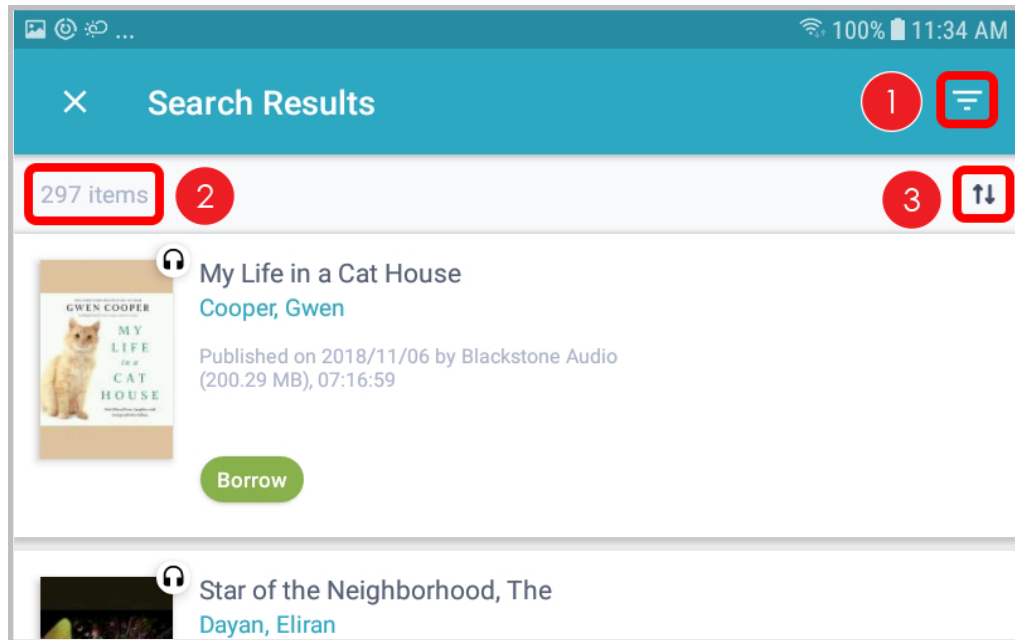 ... 100% 11:34 AM
Search Results
1
297 items
2
3
My Life in a Cat House
Cooper, Gwen
Published on 2018/11/06 by Blackstone Audio
(200.29 MB), 07:16:59
Borrow
GWEN COOPER
MY
LIFE
in a
CAT
HOUSE
Star of the Neighborhood, The
Dayan, Eliran